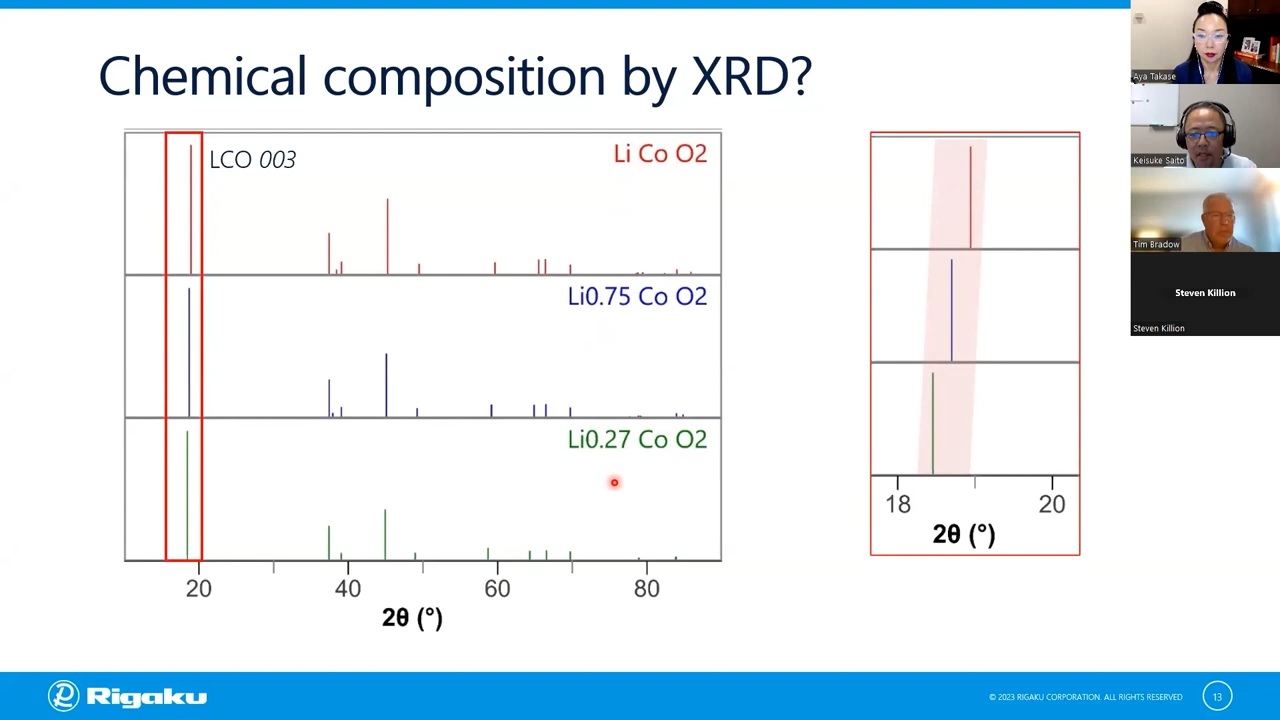 Chemical composition by XRD?
LCO 003
Li Co O2
Li0.75 Co O2
Li0.27 Co O2
20
40
60
80
2θ (°)
18
20
2θ (°)
Aya Takase
Keisuke Saito
Tim Bradow
Steven Killion
Steven Killion
Rigaku
© 2023 RIGAKU CORPORATION. ALL RIGHTS RESERVED
13